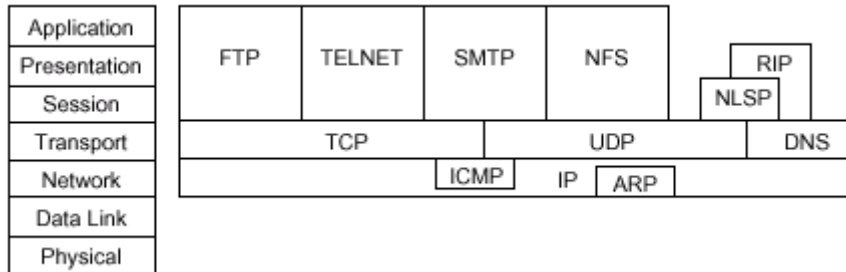 Application
Presentation
Session
Transport
Network
Data Link
Physical
FTP TELNET SMTP NFS
RIP
NLSP
TCP UDP DNS
ICMP IP ARP